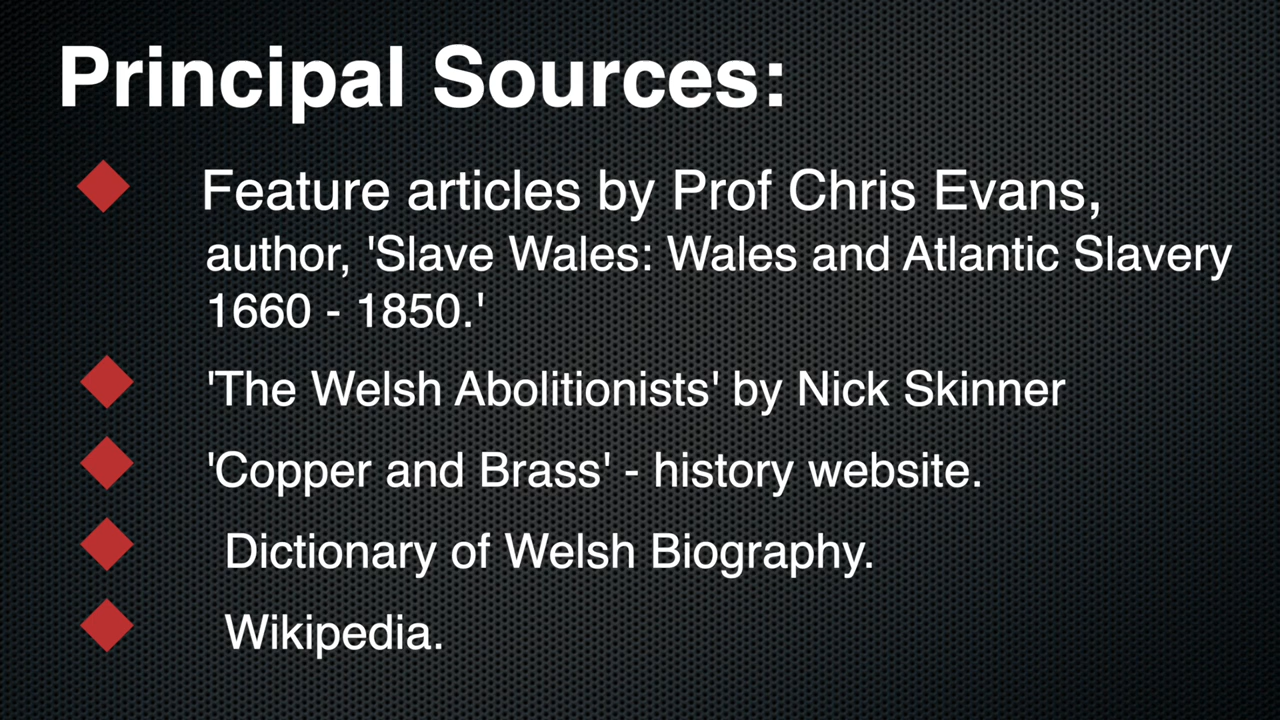 Principal Sources:
Feature articles by Prof Chris Evans,
author, 'Slave Wales: Wales and Atlantic Slavery
1660 - 1850.'
'The Welsh Abolitionists' by Nick Skinner
'Copper and Brass' - history website.
Dictionary of Welsh Biography.
Wikipedia.